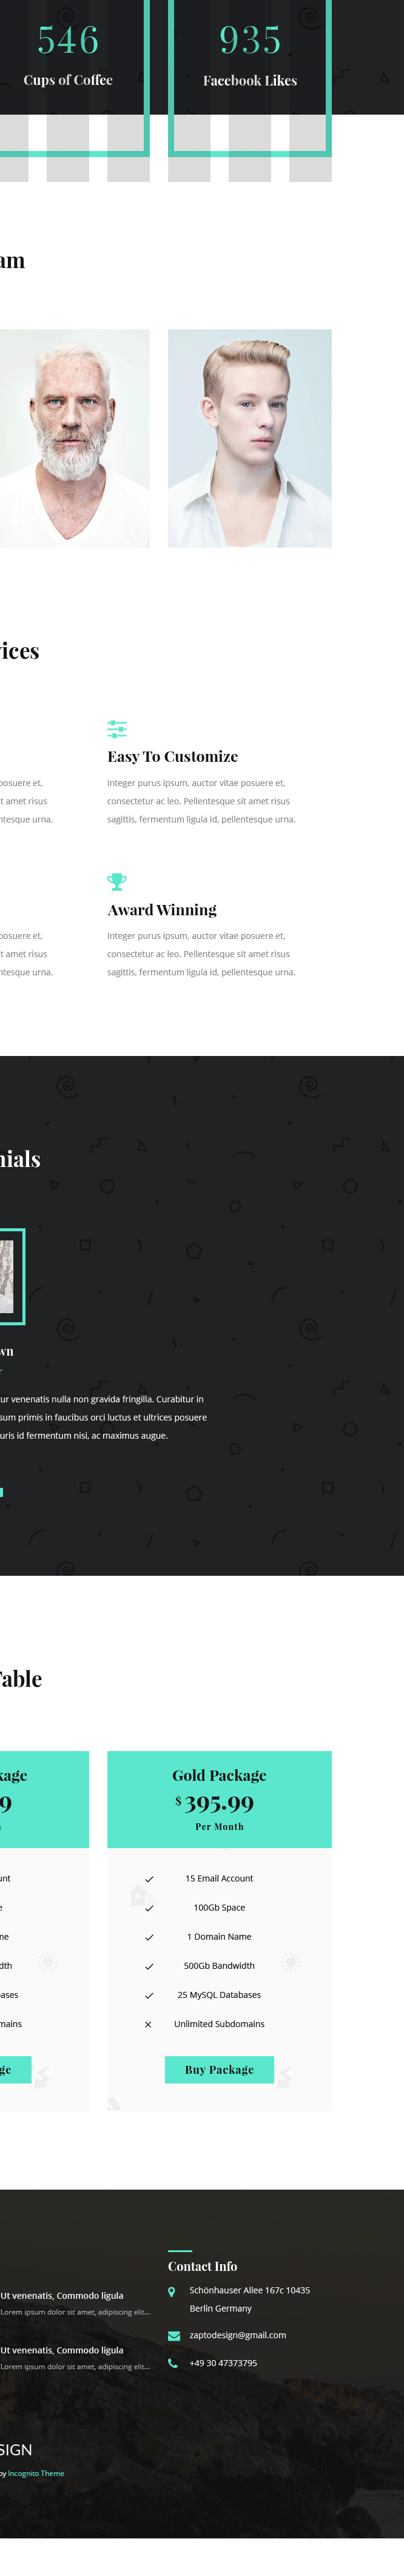 546
935
Cups of Coffee
Facebook Likes
am
vices
Easy To Customize
posuere et,
t amet risus
ntesque urna.
Integer purus ipsum, auctor vitae posuere et,
consectetur ac leo. Pellentesque sit amet risus
sagittis, fermentum ligula id, pellentesque urna.
Award Winning
posuere et,
t amet risus
ntesque urna.
Integer purus ipsum, auctor vitae posuere et,
consectetur ac leo. Pellentesque sit amet risus
sagittis, fermentum ligula id, pellentesque urna.
nials
wn
ur venenatis nulla non gravida fringilla. Curabitur in
sum primis in faucibus orci luctus et ultrices posuere
uris id fermentum nisi, ac maximus augue.
Table
kage
9
Gold Package
$395.99
Per Month
unt
15 Email Account
e
100Gb Space
me
1 Domain Name
dth
500Gb Bandwidth
bases
25 MySQL Databases
mains
Unlimited Subdomains
ge
Buy Package
Contact Info
Ut venenatis, Commodo ligula
Lorem ipsum dolor sit amet, adipiscing elit...
Ut venenatis, Commodo ligula
Lorem ipsum dolor sit amet, adipiscing elit...
Schönhauser Allee 167c 10435
Berlin Germany
zaptodesign@gmail.com
+49 30 47373795
SIGN
by Incognito Theme